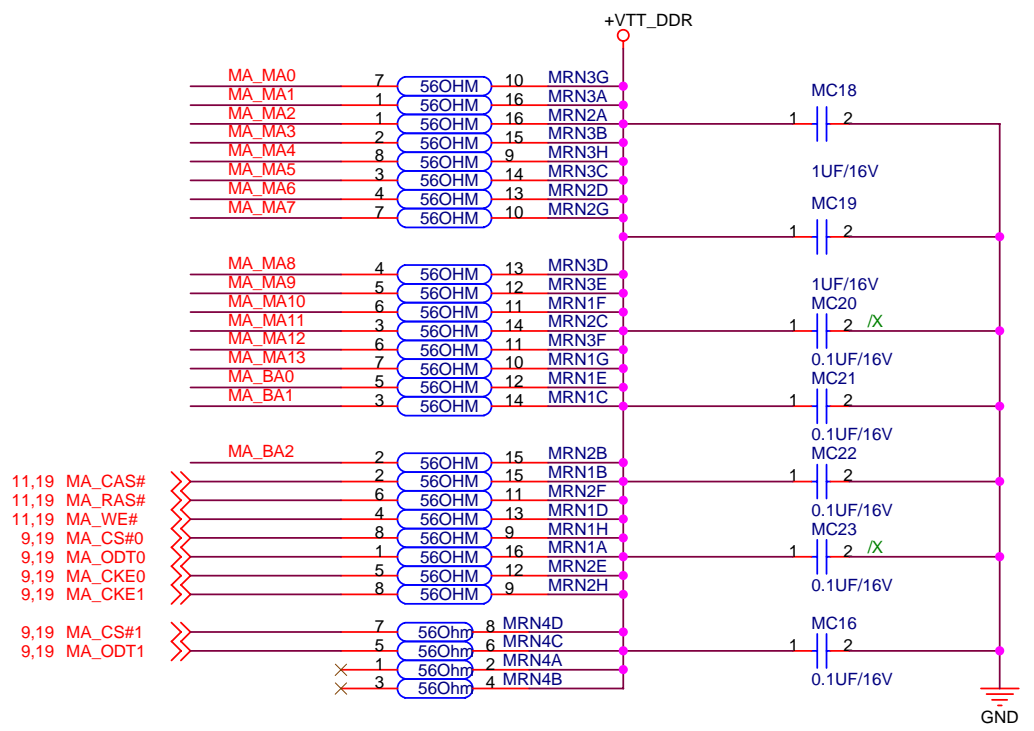 +VTT_DDR
MA_MA0 7 56OHM 10 MRN3G
MA_MA1 1 56OHM 16 MRN3A
MA_MA2 1 56OHM 16 MRN2A
MA_MA3 2 56OHM 15 MRN3B
MA_MA4 8 56OHM 9 MRN3H
MA_MA5 3 56OHM 14 MRN3C
MA_MA6 4 56OHM 13 MRN2D
MA_MA7 7 56OHM 10 MRN2G
MC18
1 2
1UF/16V
MC19
1 2
1UF/16V
MA_MA8 4 56OHM 13 MRN3D
MA_MA9 5 56OHM 12 MRN3E
MA_MA10 6 56OHM 11 MRN1F
MA_MA11 3 56OHM 14 MRN2C
MA_MA12 6 56OHM 11 MRN3F
MA_MA13 7 56OHM 10 MRN1G
MA_BA0 5 56OHM 12 MRN1E
MA_BA1 3 56OHM 14 MRN1C
MC20
1 2 /X
0.1UF/16V
MC21
1 2
0.1UF/16V
MA_BA2 2 56OHM 15 MRN2B
11,19 MA_CAS# 2 56OHM 15 MRN1B
11,19 MA_RAS# 6 56OHM 11 MRN2F
11,19 MA_WE# 4 56OHM 13 MRN1D
9,19 MA_CS#0 8 56OHM 9 MRN1H
9,19 MA_ODT0 1 56OHM 16 MRN1A
9,19 MA_CKE0 5 56OHM 12 MRN2E
9,19 MA_CKE1 8 56OHM 9 MRN2H
MC22
1 2
0.1UF/16V
MC23
1 2 /X
0.1UF/16V
9,19 MA_CS#1 7 56Ohm 8 MRN4D
9,19 MA_ODT1 5 56Ohm 6 MRN4C
1 56Ohm 2 MRN4A
3 56Ohm 4 MRN4B
MC16
1 2
0.1UF/16V
GND